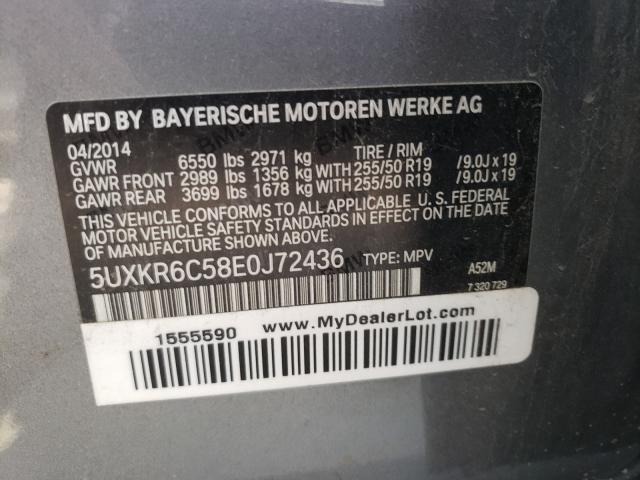 MFD BY BAYERISCHE MOTOREN WERKE AG
04/2014
GVWR 6550 lbs 2971 kg TIRE / RIM
GAWR FRONT 2989 lbs 1356 kg WITH 255/50 R19 /9.0J x 19
GAWR REAR 3699 lbs 1678 kg WITH 255/50 R19 /9.0J x 19
THIS VEHICLE CONFORMS TO ALL APPLICABLE U. S. FEDERAL
MOTOR VEHICLE SAFETY STANDARDS IN EFFECT ON THE DATE
OF MANUFACTURE SHOWN ABOVE.
5UXKR6C58E0J72436 TYPE: MPV A52M
7 320 729
1555590 www.MyDealerLot.com